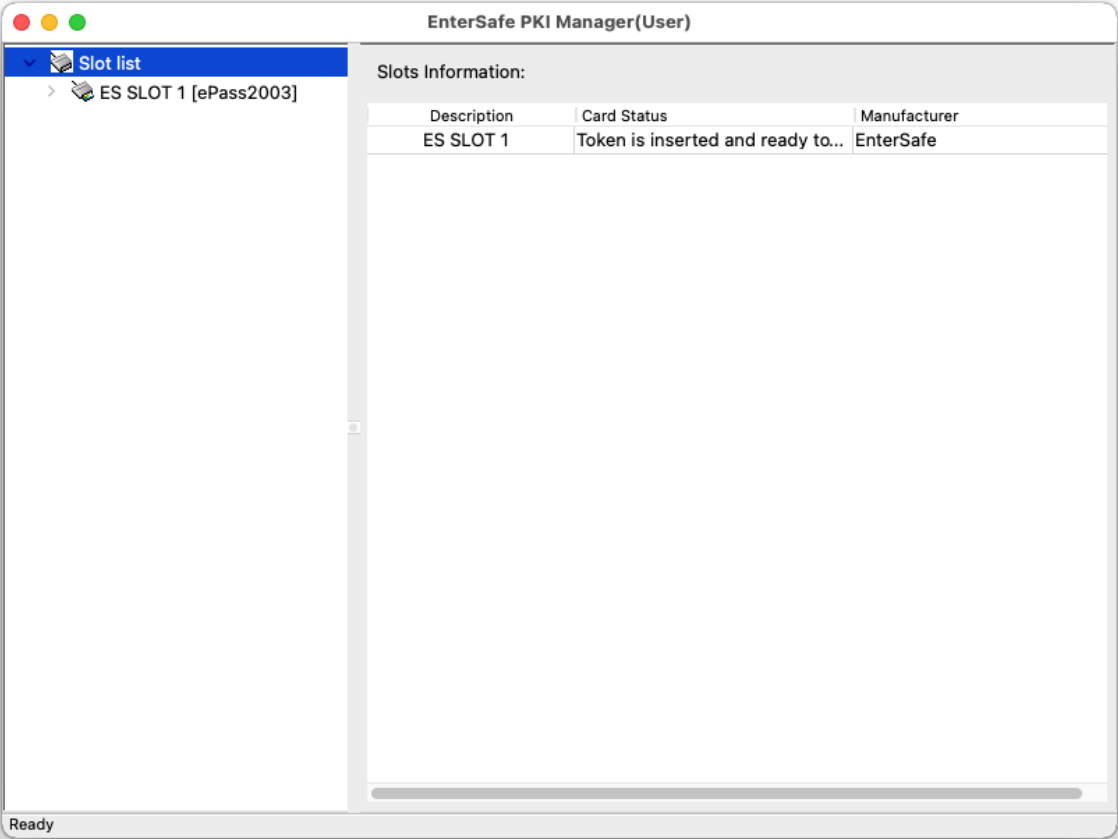 EnterSafe PKI Manager(User)
Slot list
ES SLOT 1 [ePass2003]
Slots Information:
Description Card Status Manufacturer
ES SLOT 1 Token is inserted and ready to... EnterSafe
Ready